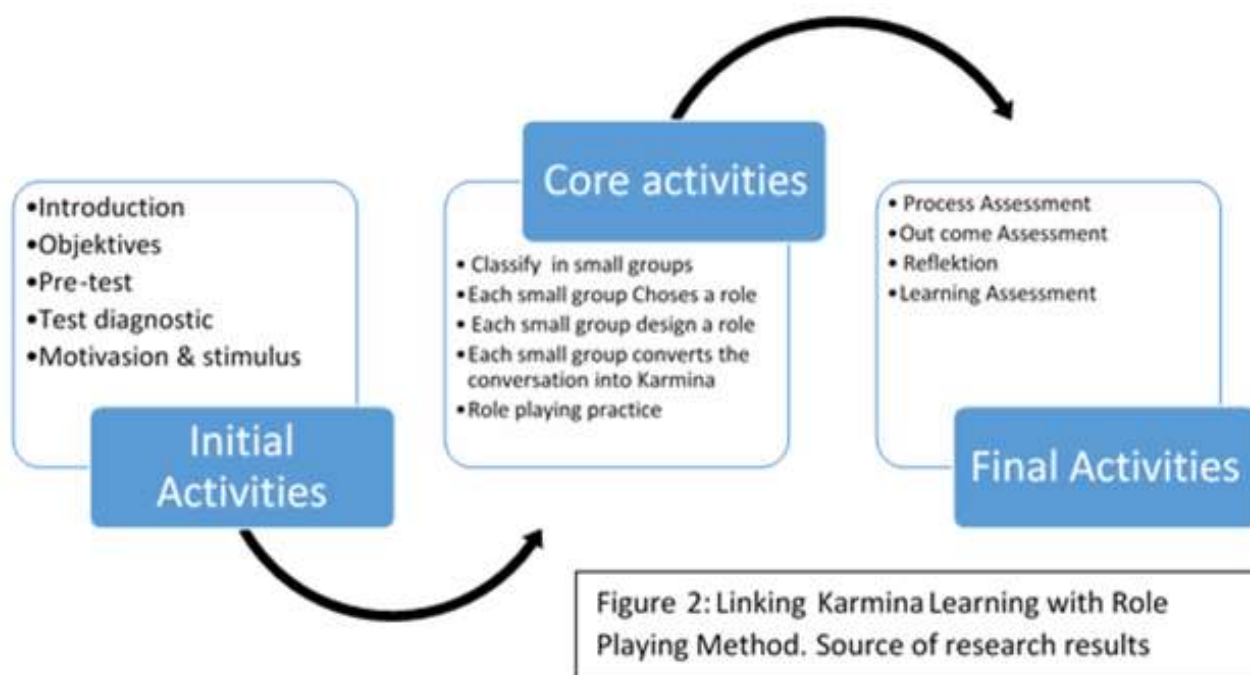 •Introduction
•Objektives
•Pre-test
•Test diagnostic
•Motivasion & stimulus
Initial
Activities
Core activities
• Classify in small groups
•Each small group Choses a role
• Each small group design a role
•Each small group converts the
conversation into Karmina
•Role playing practice
• Process Assessment
•Out come Assessment
• Reflektion
•Learning Assessment
Final Activities
Figure 2: Linking Karmina Learning with Role
Playing Method. Source of research results